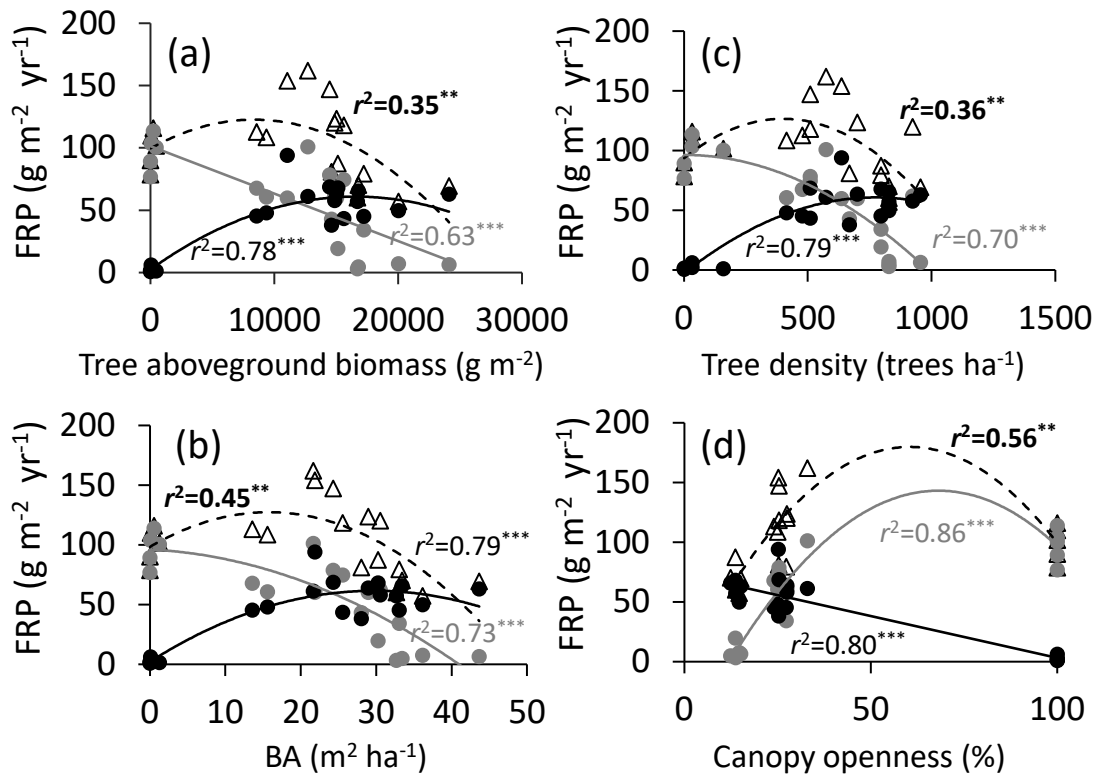 (a)
FRP (g m⁻² yr⁻¹)
200
150
100
50
0
r²=0.35**
r²=0.78***
r²=0.63***
0 10000 20000 30000
Tree aboveground biomass (g m⁻²)
(c)
FRP (g m⁻² yr⁻¹)
200
150
100
50
0
r²=0.36**
r²=0.79***
r²=0.70***
0 500 1000 1500
Tree density (trees ha⁻¹)
(b)
FRP (g m⁻² yr⁻¹)
200
150
100
50
0
r²=0.45**
r²=0.79***
r²=0.73***
0 10 20 30 40 50
BA (m² ha⁻¹)
(d)
FRP (g m⁻² yr⁻¹)
200
150
100
50
0
r²=0.56**
r²=0.86***
r²=0.80***
0 50 100
Canopy openness (%)